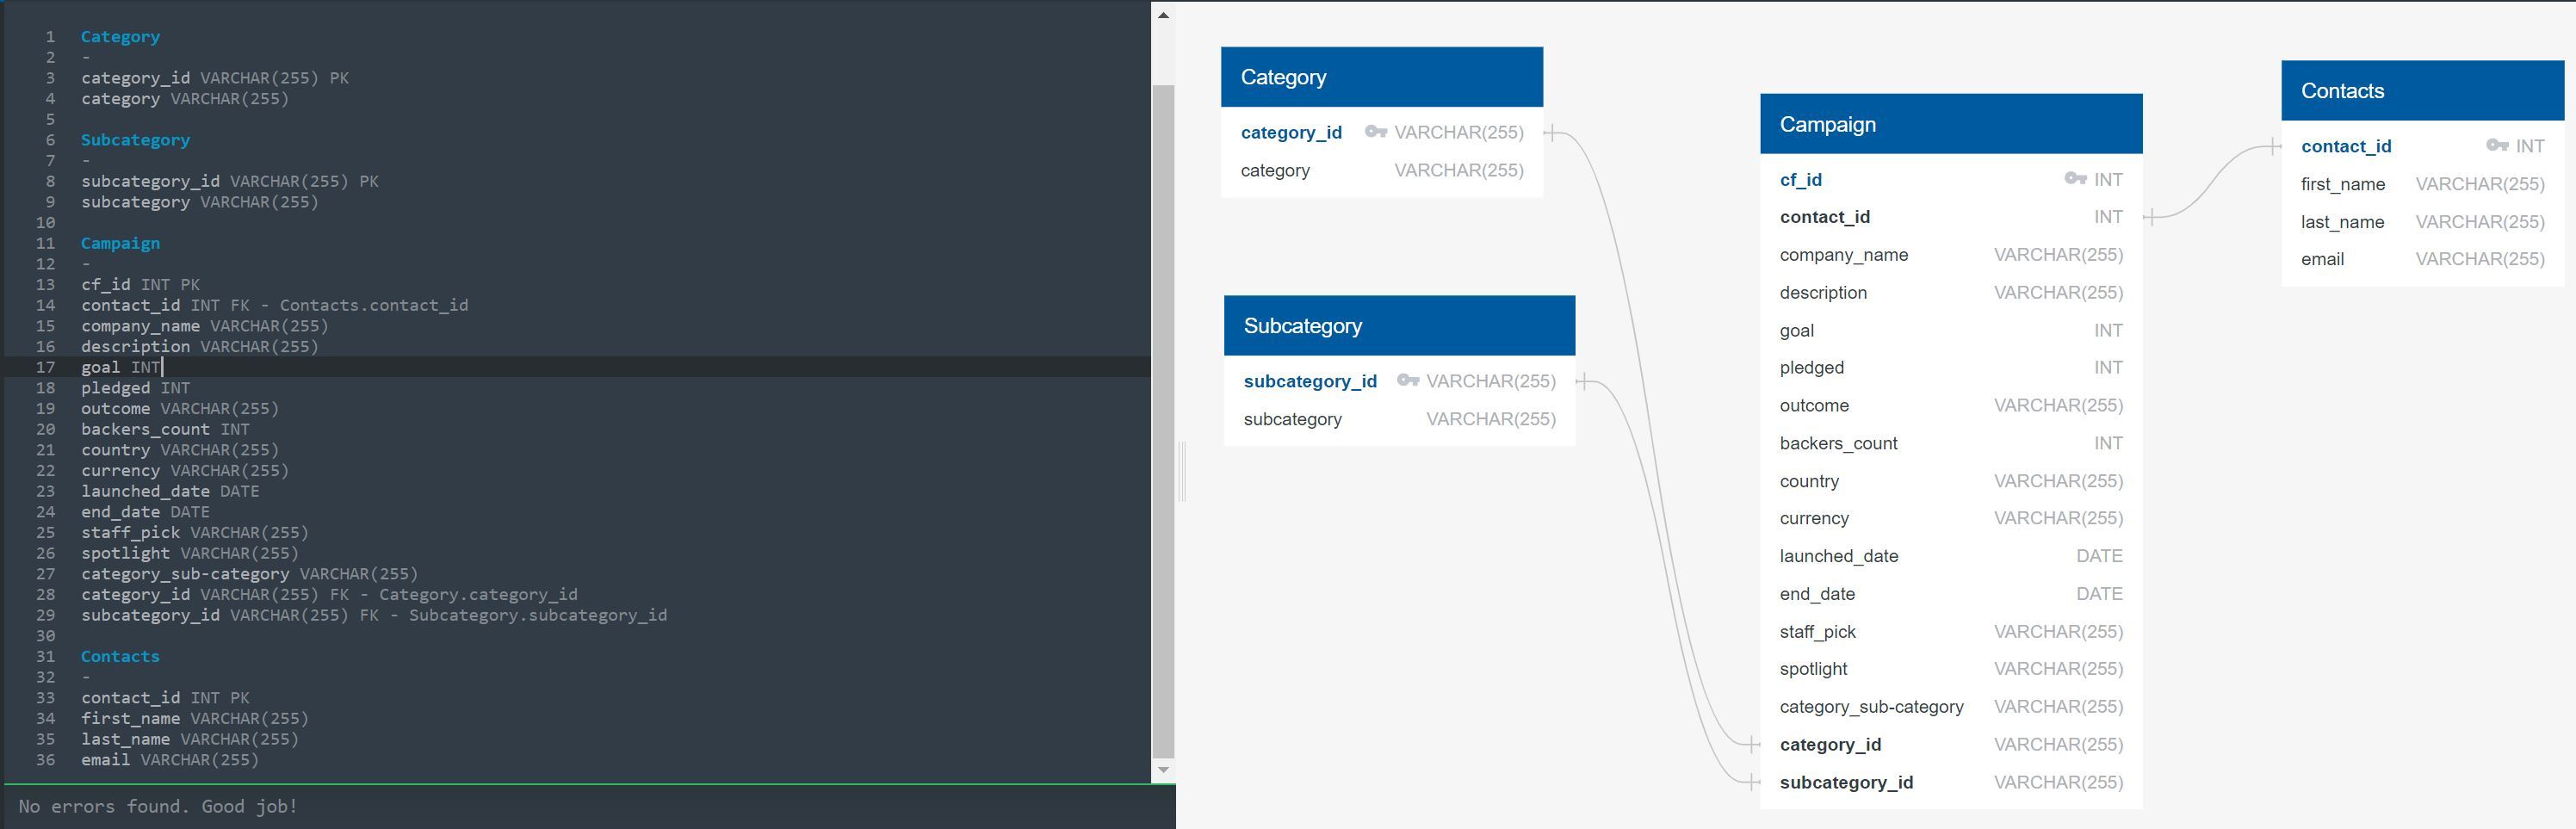 1 Category
2 -
3 category_id VARCHAR(255) PK
4 category VARCHAR(255)
5
6 Subcategory
7 -
8 subcategory_id VARCHAR(255) PK
9 subcategory VARCHAR(255)
10
11 Campaign
12 -
13 cf_id INT PK
14 contact_id INT FK - Contacts.contact_id
15 company_name VARCHAR(255)
16 description VARCHAR(255)
17 goal INT
18 pledged INT
19 outcome VARCHAR(255)
20 backers_count INT
21 country VARCHAR(255)
22 currency VARCHAR(255)
23 launched_date DATE
24 end_date DATE
25 staff_pick VARCHAR(255)
26 spotlight VARCHAR(255)
27 category_sub-category VARCHAR(255)
28 category_id VARCHAR(255) FK - Category.category_id
29 subcategory_id VARCHAR(255) FK - Subcategory.subcategory_id
30
31 Contacts
32 -
33 contact_id INT PK
34 first_name VARCHAR(255)
35 last_name VARCHAR(255)
36 email VARCHAR(255)
No errors found. Good job!
Category
category_id VARCHAR(255)
category VARCHAR(255)
Subcategory
subcategory_id VARCHAR(255)
subcategory VARCHAR(255)
Campaign
cf_id INT
contact_id INT
company_name VARCHAR(255)
description VARCHAR(255)
goal INT
pledged INT
outcome VARCHAR(255)
backers_count INT
country VARCHAR(255)
currency VARCHAR(255)
launched_date DATE
end_date DATE
staff_pick VARCHAR(255)
spotlight VARCHAR(255)
category_sub-category VARCHAR(255)
category_id VARCHAR(255)
subcategory_id VARCHAR(255)
Contacts
contact_id INT
first_name VARCHAR(255)
last_name VARCHAR(255)
email VARCHAR(255)